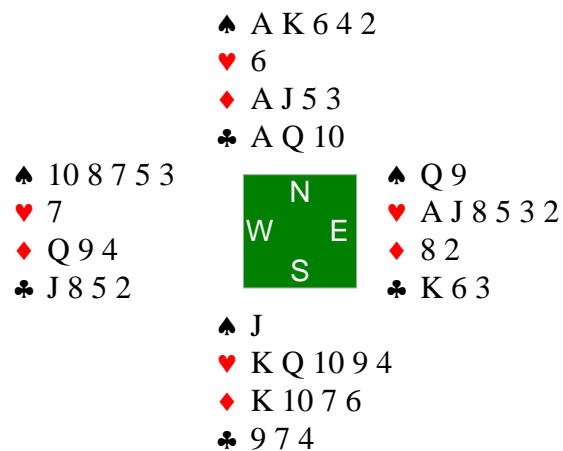 ♠ A K 6 4 2
♥ 6
♦ A J 5 3
♣ A Q 10
♠ 10 8 7 5 3
♥ 7
♦ Q 9 4
♣ J 8 5 2
N
W E
S
♠ Q 9
♥ A J 8 5 3 2
♦ 8 2
♣ K 6 3
♠ J
♥ K Q 10 9 4
♦ K 10 7 6
♣ 9 7 4